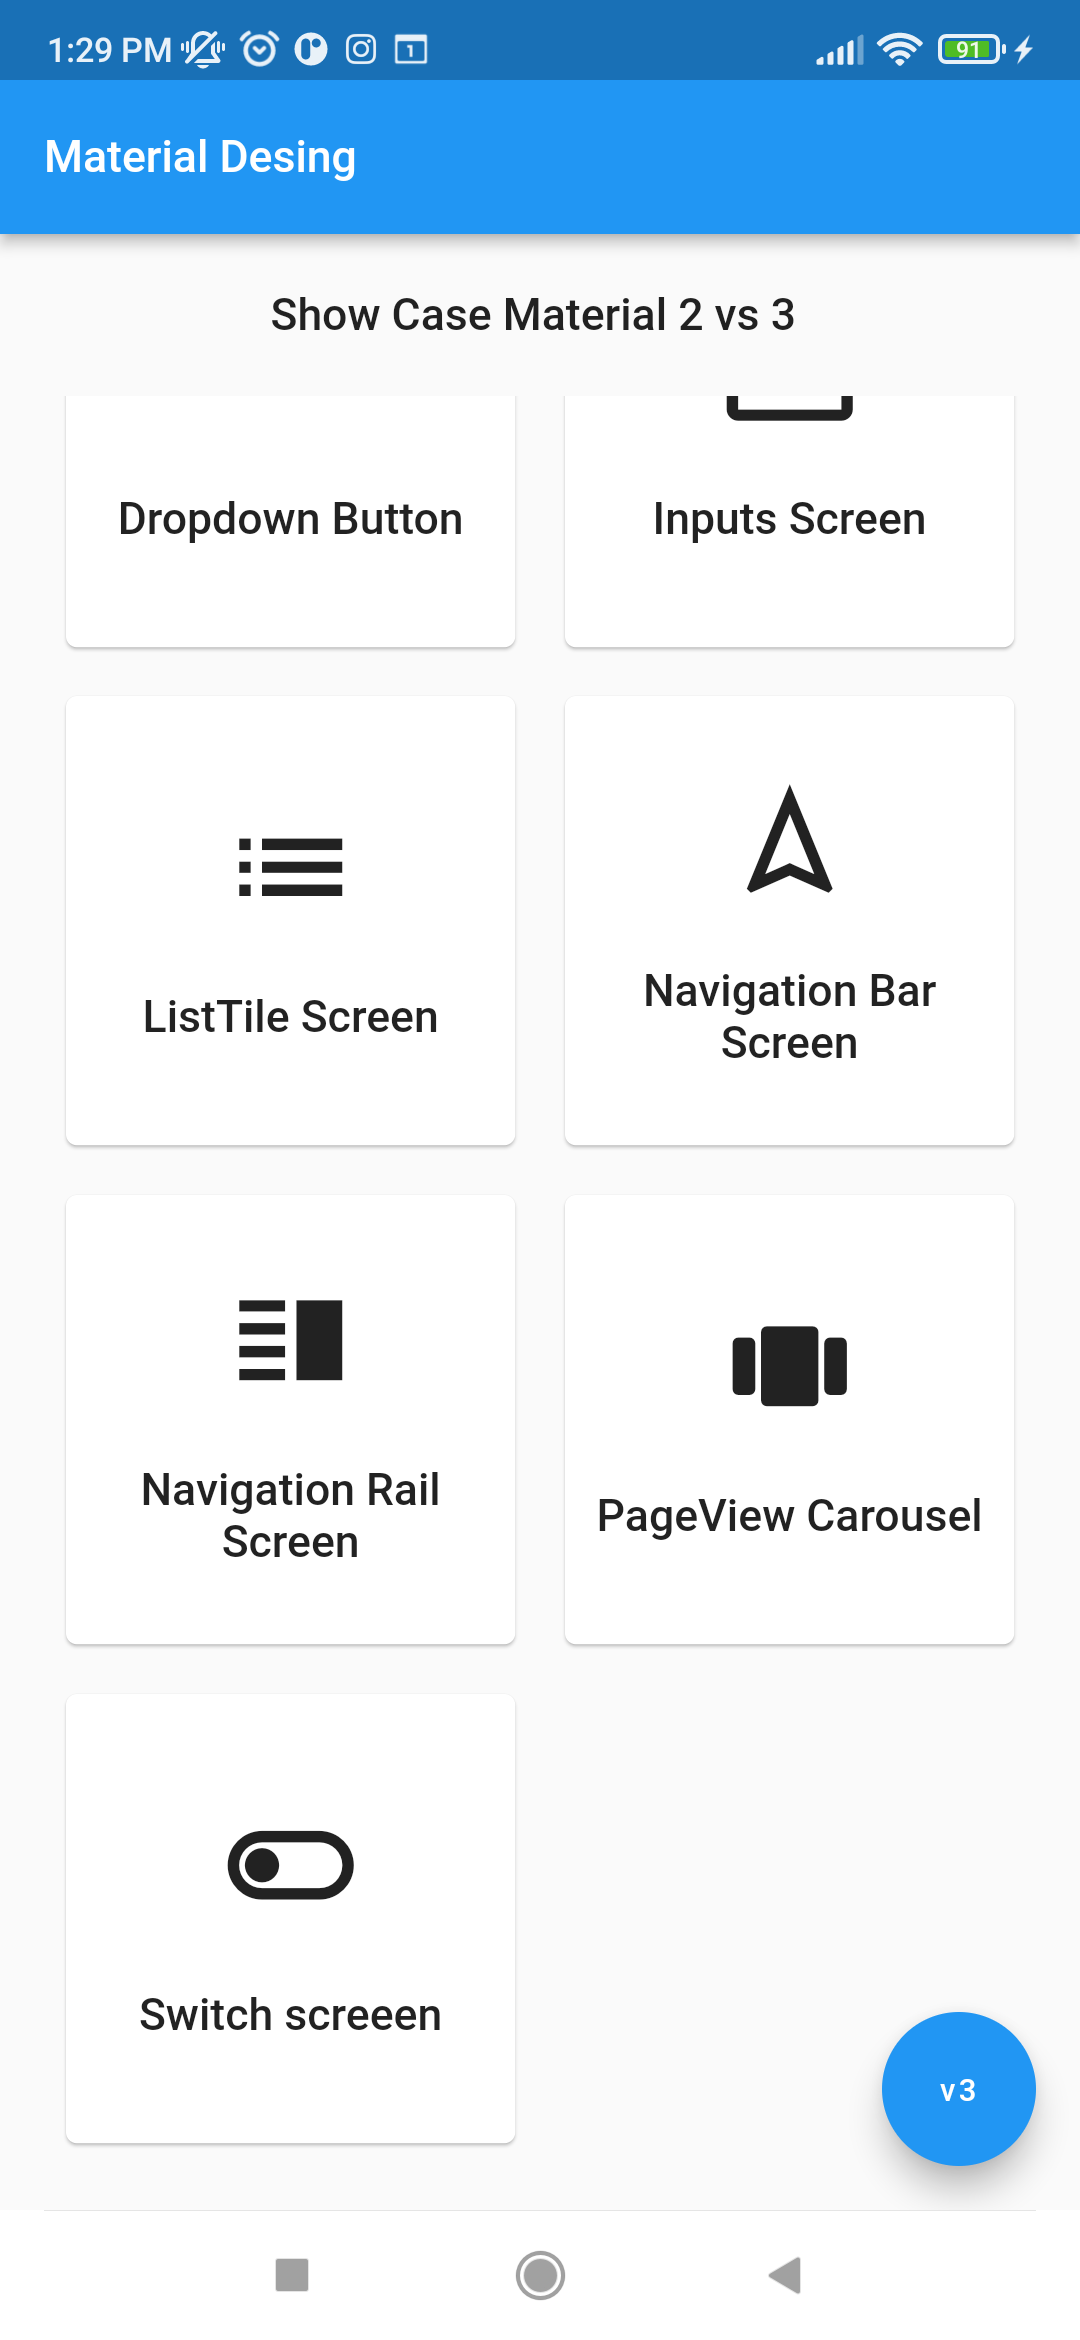 1:29 PM
1
91
Material Desing
Show Case Material 2 vs 3
Dropdown Button
Inputs Screen
ListTile Screen
Navigation Bar
Screen
Navigation Rail
Screen
PageView Carousel
Switch screeen
v3